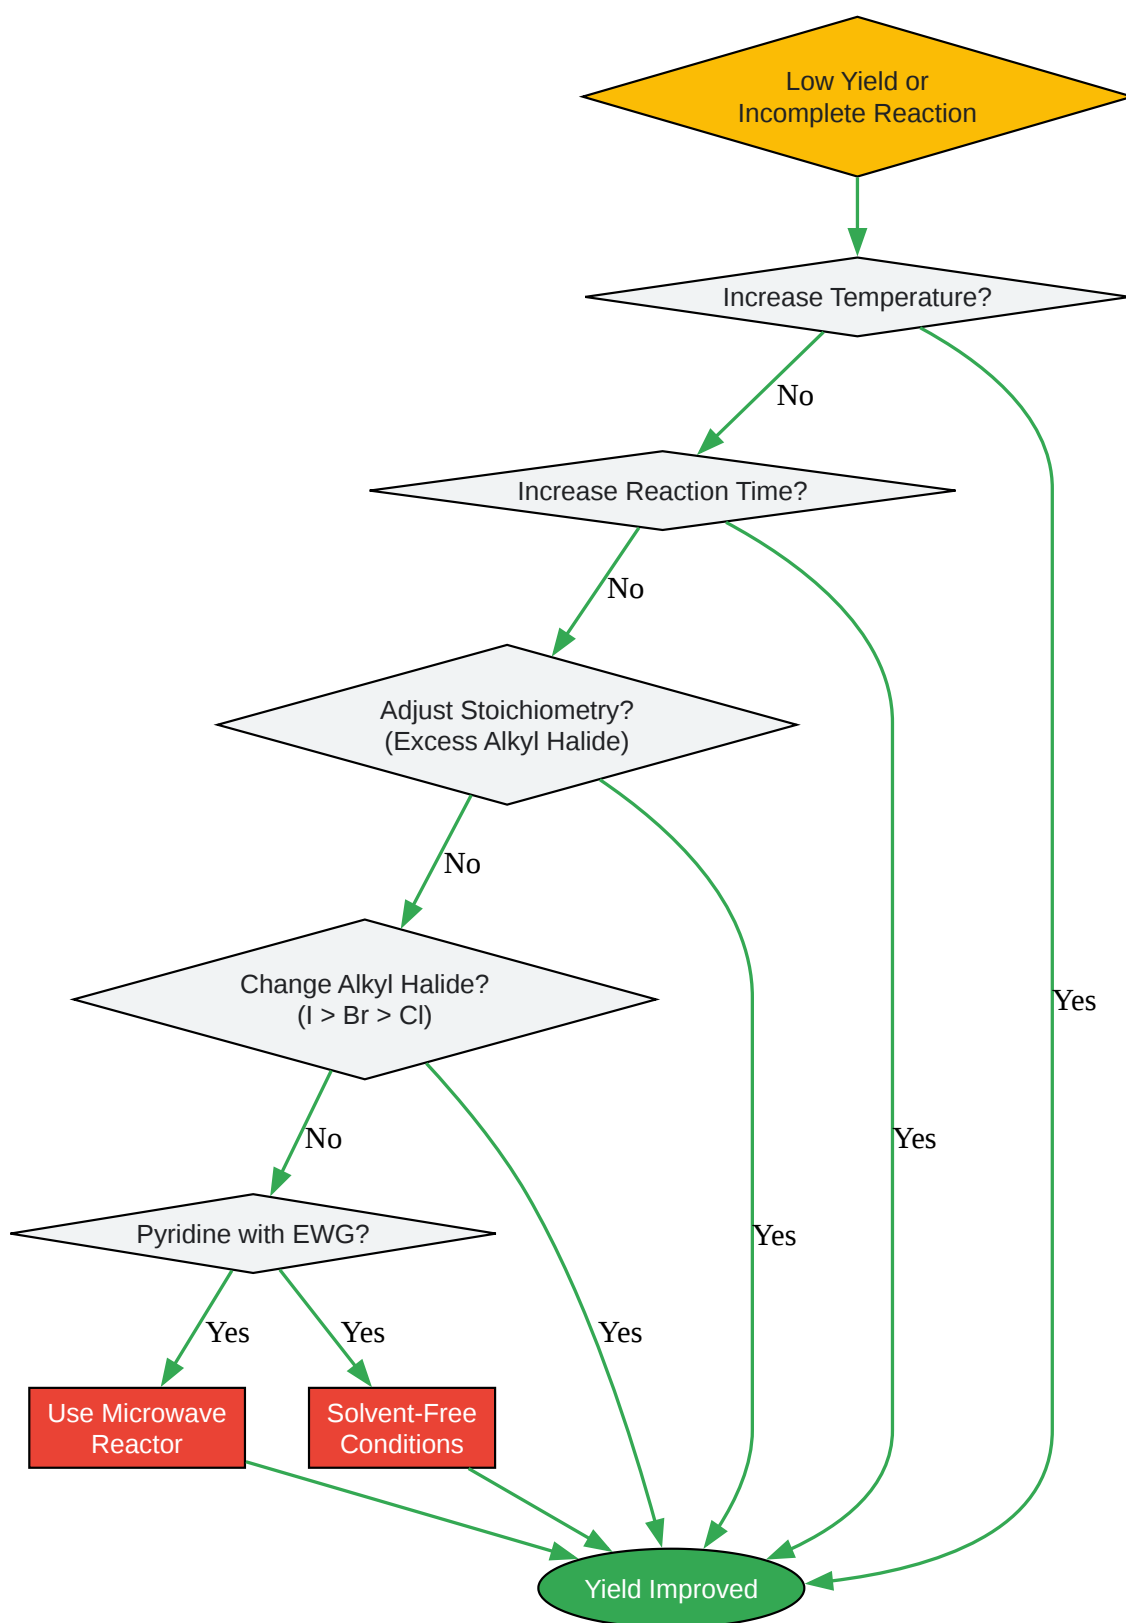 Low Yield or
Incomplete Reaction
Increase Temperature?
No
Increase Reaction Time?
No
Adjust Stoichiometry?
(Excess Alkyl Halide)
No
Change Alkyl Halide?
(I > Br > Cl)
Yes
No
Yes
Pyridine with EWG?
Yes
Yes
Yes
Yes
Use Microwave
Reactor
Solvent-Free
Conditions
Yield Improved